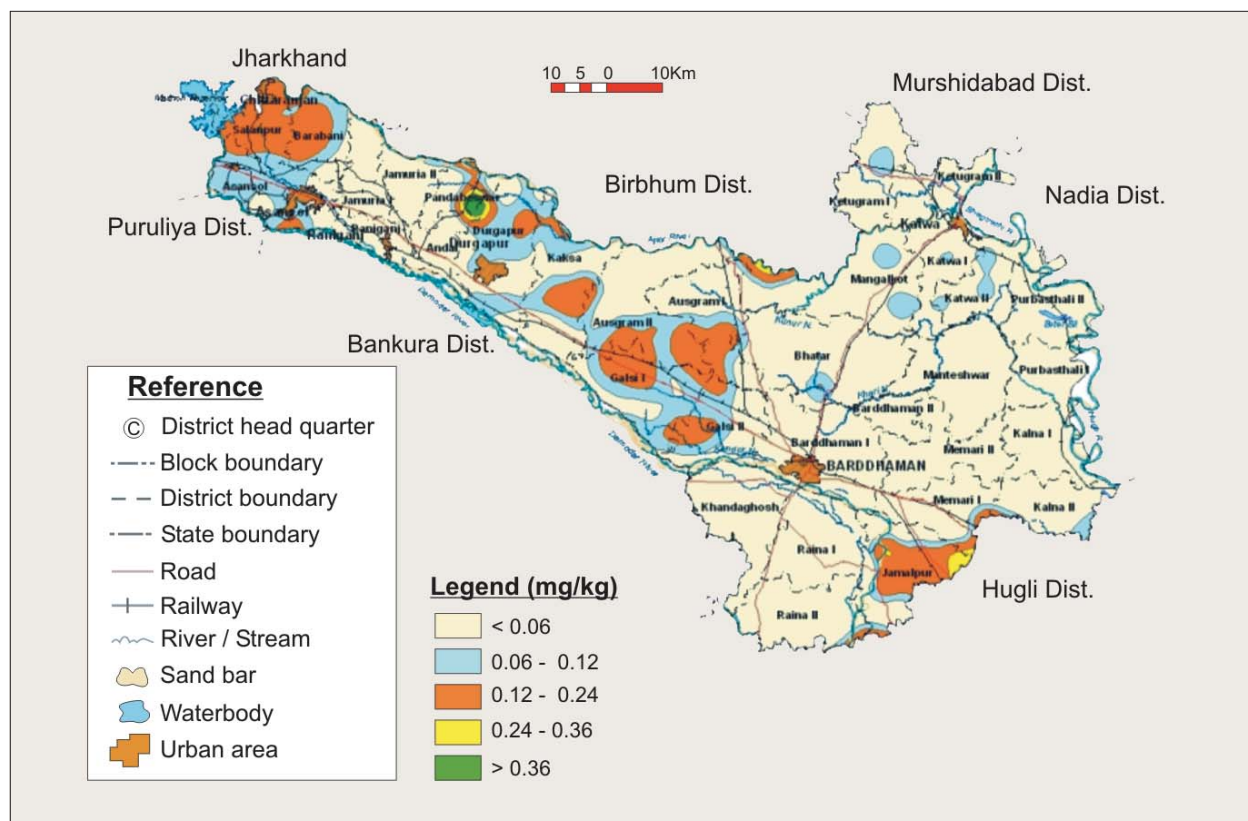 Jharkhand
10 5 0 10Km
Murshidabad Dist.
Chittaranjan
Salanpur
Barabani
Birbhum Dist.
Nadia Dist.
Jamuria II
Ketugram II
Asansol
Pandabeswar
Ketugram I
Jamuria I
Puruliya Dist.
Raniganj
Katwa
Durgapur
Andal
Durgapur
Kaksa
Katwa I
Mangalkot
Ausgram I
Katwa II
Purbasthali II
Bankura Dist.
Ausgram II
Bhatar
Manteshwar
Purbasthali I
Galsi I
Barddhaman II
Galsi II
Barddhaman I
Kalna I
Memari II
BARDDHAMAN
Memari I
Kalna II
Khandaghosh
Raina I
Jamalpur
Hugli Dist.
Raina II
Reference
© District head quarter
Block boundary
District boundary
State boundary
Road
Railway
River / Stream
Sand bar
Waterbody
Urban area
Legend (mg/kg)
< 0.06
0.06 - 0.12
0.12 - 0.24
0.24 - 0.36
> 0.36